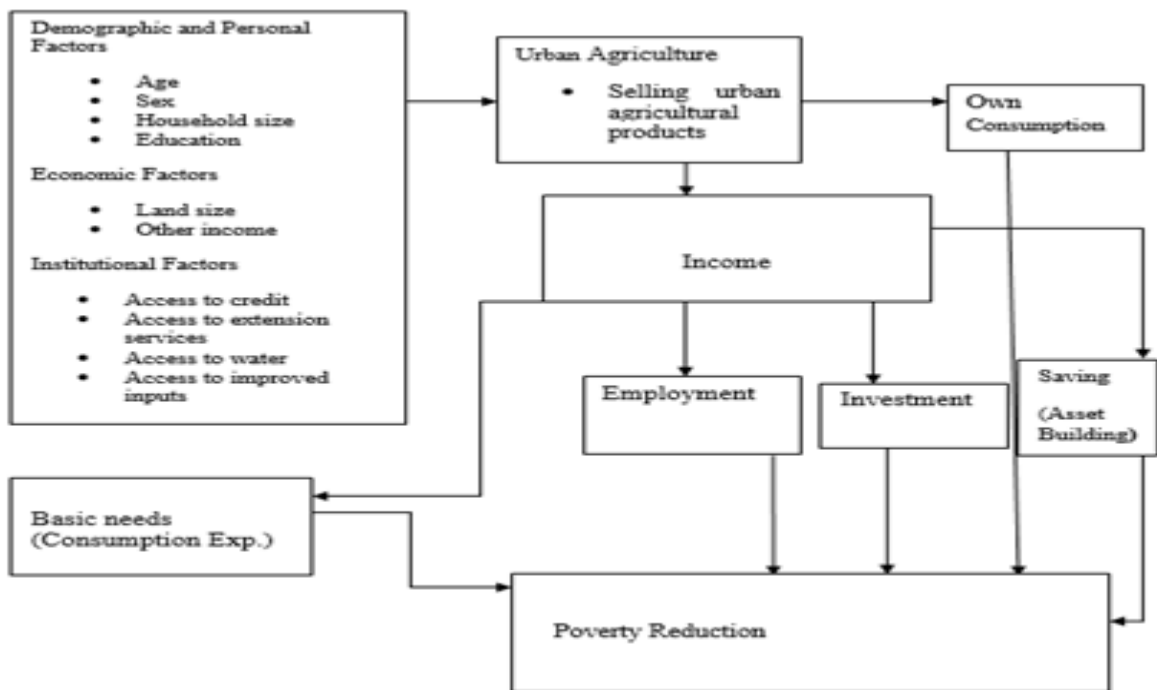 Demographic and Personal
Factors
• Age
• Sex
• Household size
• Education
Economic Factors
• Land size
• Other income
Institutional Factors
• Access to credit
• Access to extension
services
• Access to water
• Access to improved
inputs
Urban Agriculture
• Selling urban
agricultural
products
Own
Consumption
Income
Employment
Investment
Saving
(Asset
Building)
Basic needs
(Consumption Exp.)
Poverty Reduction